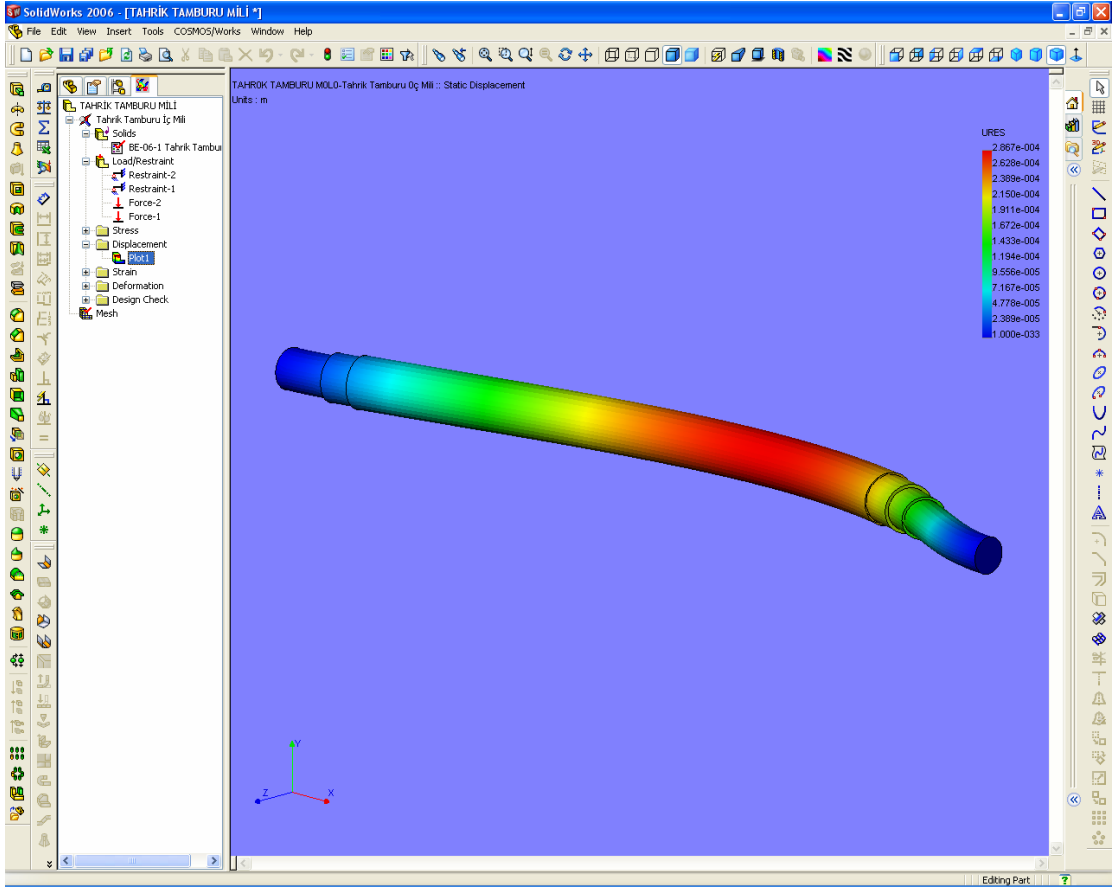 SolidWorks 2006 - [TAHRİK TAMBURU MİLİ *]
File Edit View Insert Tools COSMOS/Works Window Help
TAHRİK TAMBURU MİLİ
Tahrik Tamburu İç Mili
Solids
BE-06-1 Tahrik Tambu
Load/Restraint
Restraint-2
Restraint-1
Force-2
Force-1
Stress
Displacement
Plot1
Strain
Deformation
Design Check
Mesh
TAHR0K TAMBURU M0L0-Tahrik Tamburu 0ç Mili :: Static Displacement
Units : m
URES
2.867e-004
2.628e-004
2.389e-004
2.150e-004
1.911e-004
1.672e-004
1.433e-004
1.194e-004
9.556e-005
7.167e-005
4.778e-005
2.389e-005
1.000e-033
Y
Z X
Editing Part